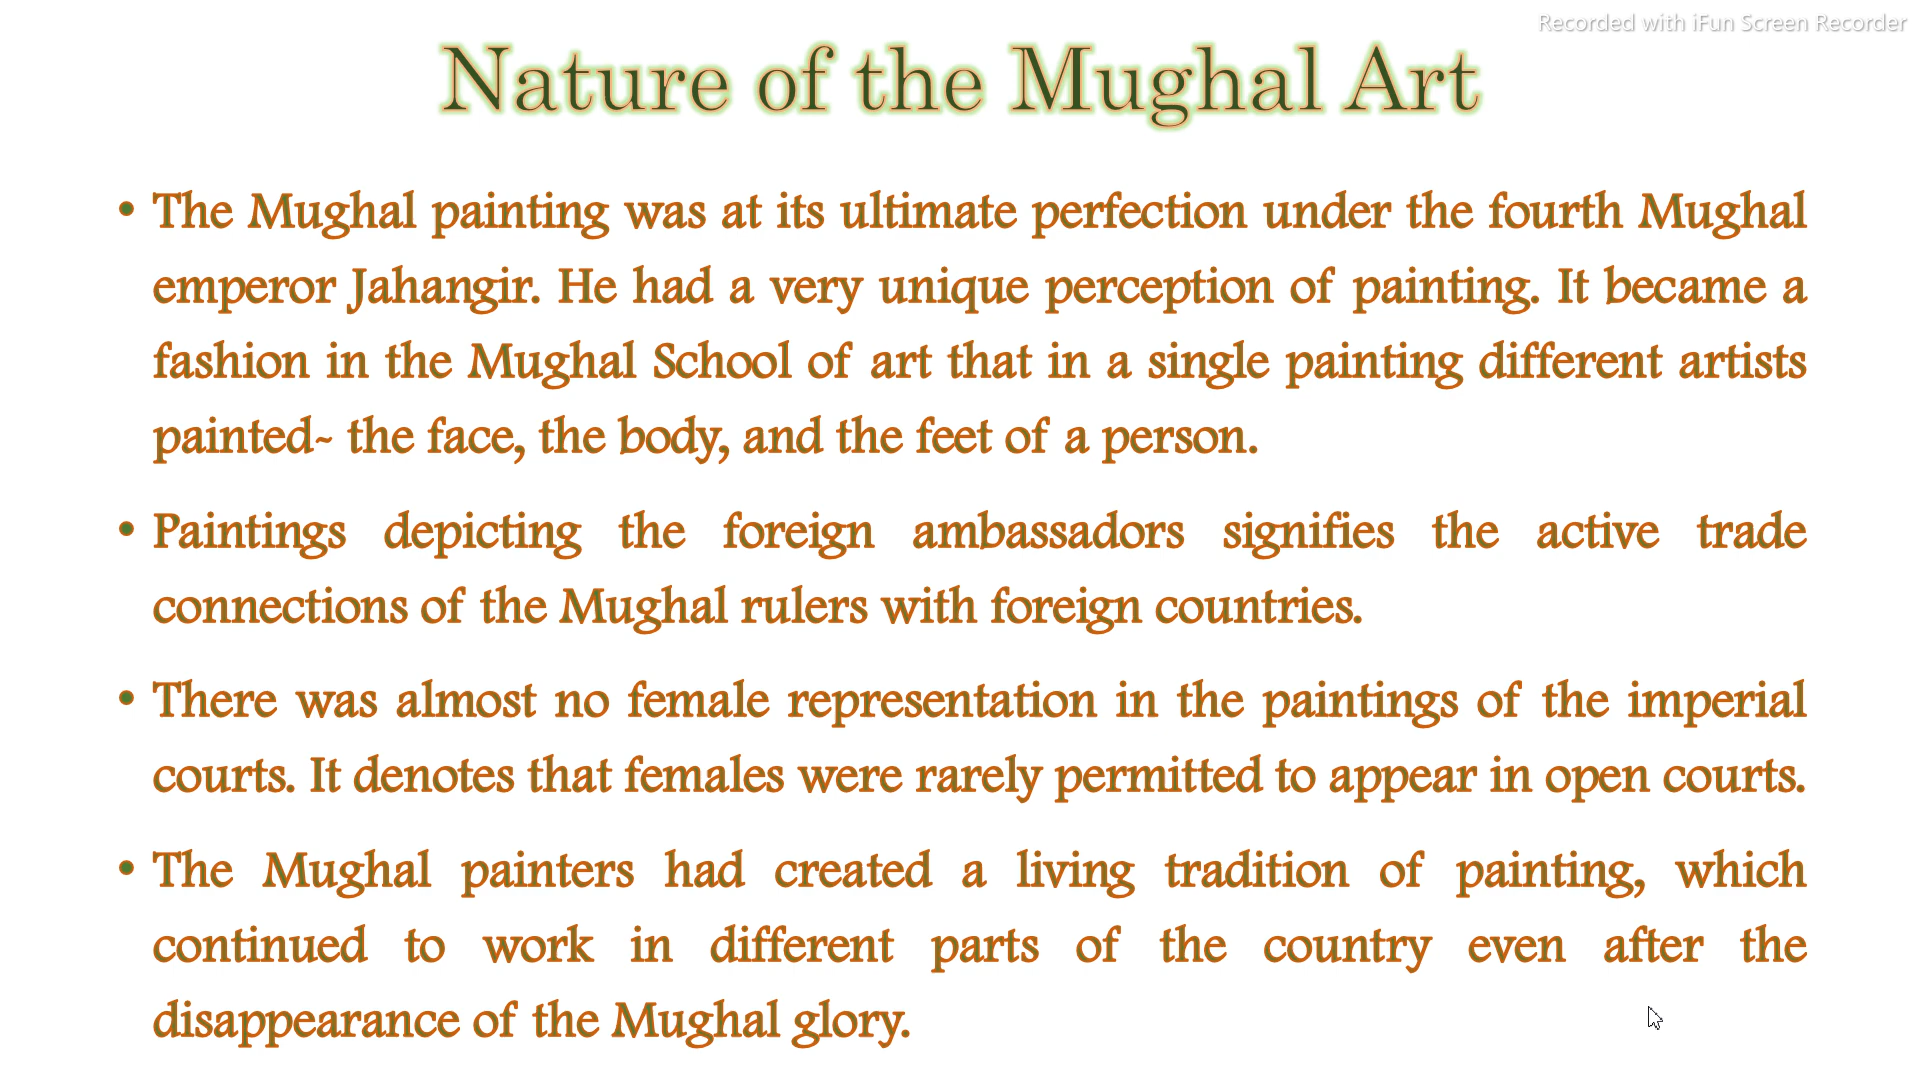 Recorded with iFun Screen Recorder
Nature of the Mughal Art
• The Mughal painting was at its ultimate perfection under the fourth Mughal
emperor Jahangir. He had a very unique perception of painting. It became a
fashion in the Mughal School of art that in a single painting different artists
painted- the face, the body, and the feet of a person.
• Paintings depicting the foreign ambassadors signifies the active trade
connections of the Mughal rulers with foreign countries.
• There was almost no female representation in the paintings of the imperial
courts. It denotes that females were rarely permitted to appear in open courts.
• The Mughal painters had created a living tradition of painting, which
continued to work in different parts of the country even after the
disappearance of the Mughal glory.